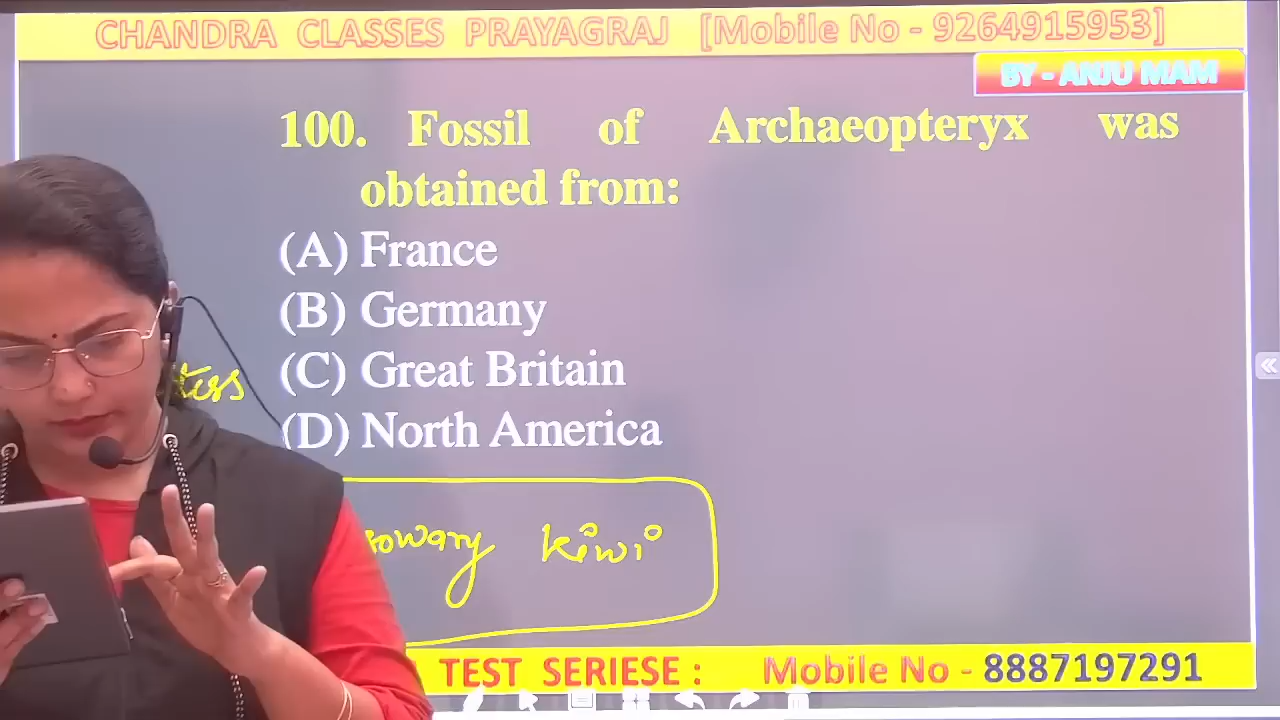 CHANDRA CLASSES PRAYAGRAJ [Mobile No - 9264915953]
BY - ANJU MAM
100. Fossil of Archaeopteryx was
obtained from:
(A) France
(B) Germany
(C) Great Britain
(D) North America
kiwi
TEST SERIESE : Mobile No - 8887197291